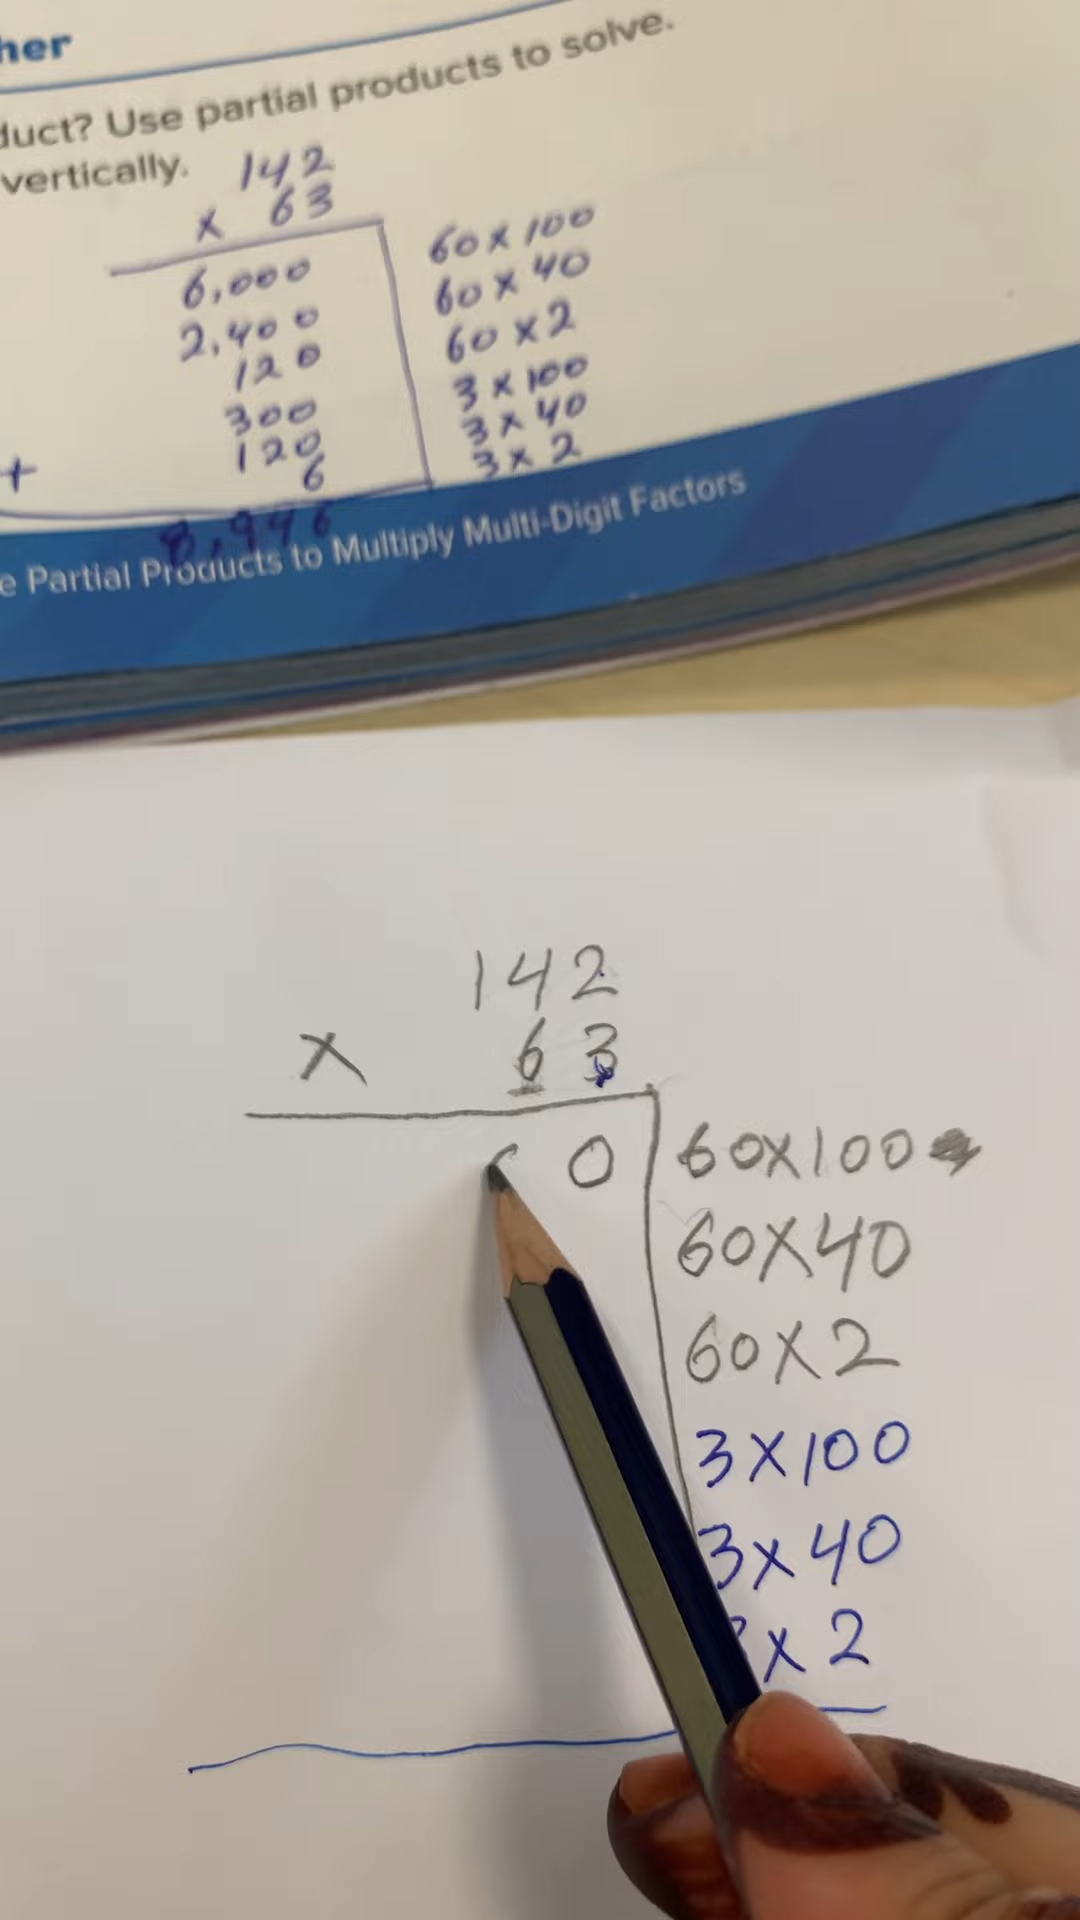 her
duct? Use partial products to solve.
vertically.
142
x 63
6,000 60 x 100
2,400 60 x 40
120 60 x 2
300 3 x 100
120 3 x 40
+ 6 3 x 2
8,946
e Partial Products to Multiply Multi-Digit Factors
142
x 63
0 60x100
60x40
60x2
3x100
3x40
x 2